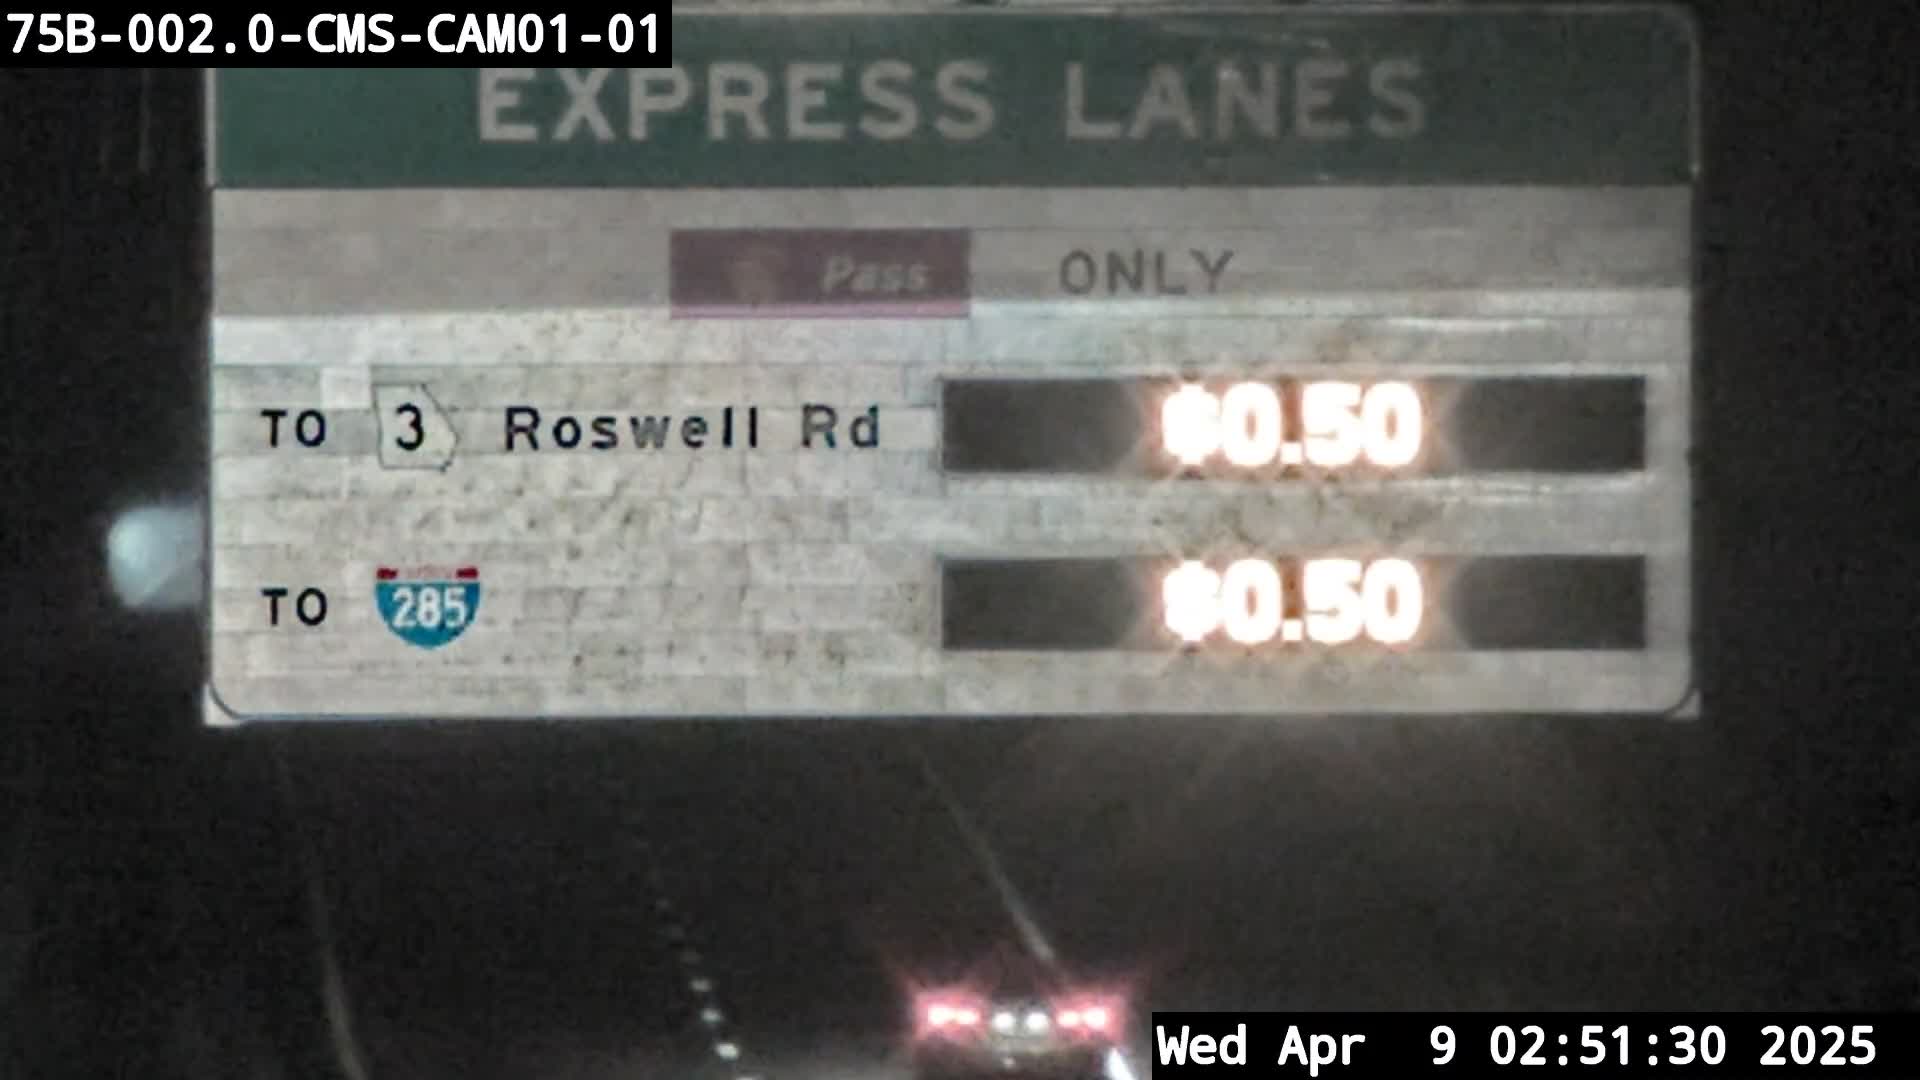 75B-002.0-CMS-CAM01-01
EXPRESS LANES
Pass ONLY
TO 3 Roswell Rd $0.50
TO 285 $0.50
Wed Apr 9 02:51:30 2025